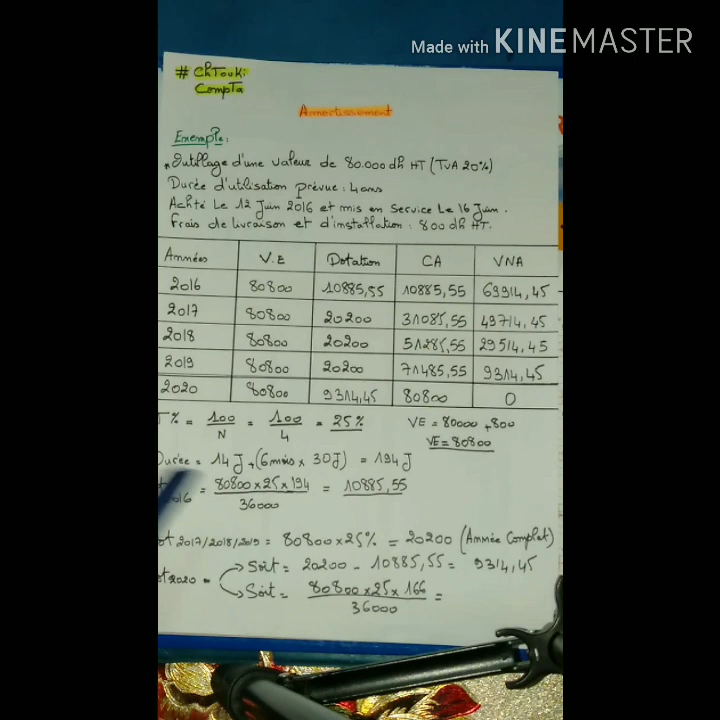 Made with KINEMASTER
# ChTouki
CompTa
Amortissement
Exemple:
* Outillage d'une valeur de 80.000 dh HT (TVA 20%)
Durée d'utilisation prévue : 4 ans
Achté Le 12 Juin 2016 et mis en Service Le 16 Juin.
Frais de livraison et d'installation : 800 dh HT.
Années V.E Dotation CA VNA
2016 80800 10885,55 10885,55 69914,45
2017 80800 20200 31085,55 49714,45
2018 80800 20200 51285,55 29514,45
2019 80800 20200 71485,55 9314,45
2020 80800 9314,45 80800 0
T% = 100/N = 100/4 = 25% VE = 80000 + 800
VE = 80800
Durée = 14 J + (6 mois x 30J) = 194 J
2016 = 80800 x 25 x 194 / 36000 = 10885,55
ot 2017/2018/2019 = 80800 x 25% = 20200 (Année Complet)
Soit = 20200 - 10885,55 = 9314,45
ot 2020 =
Soit = 80800 x 25 x 166 / 36000 =